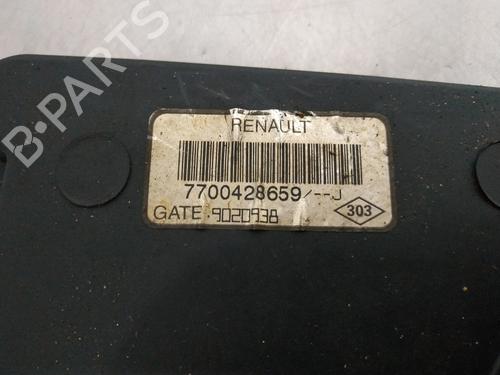 RENAULT
7700428659/--J
GATE 9020938
303
B-PARTS